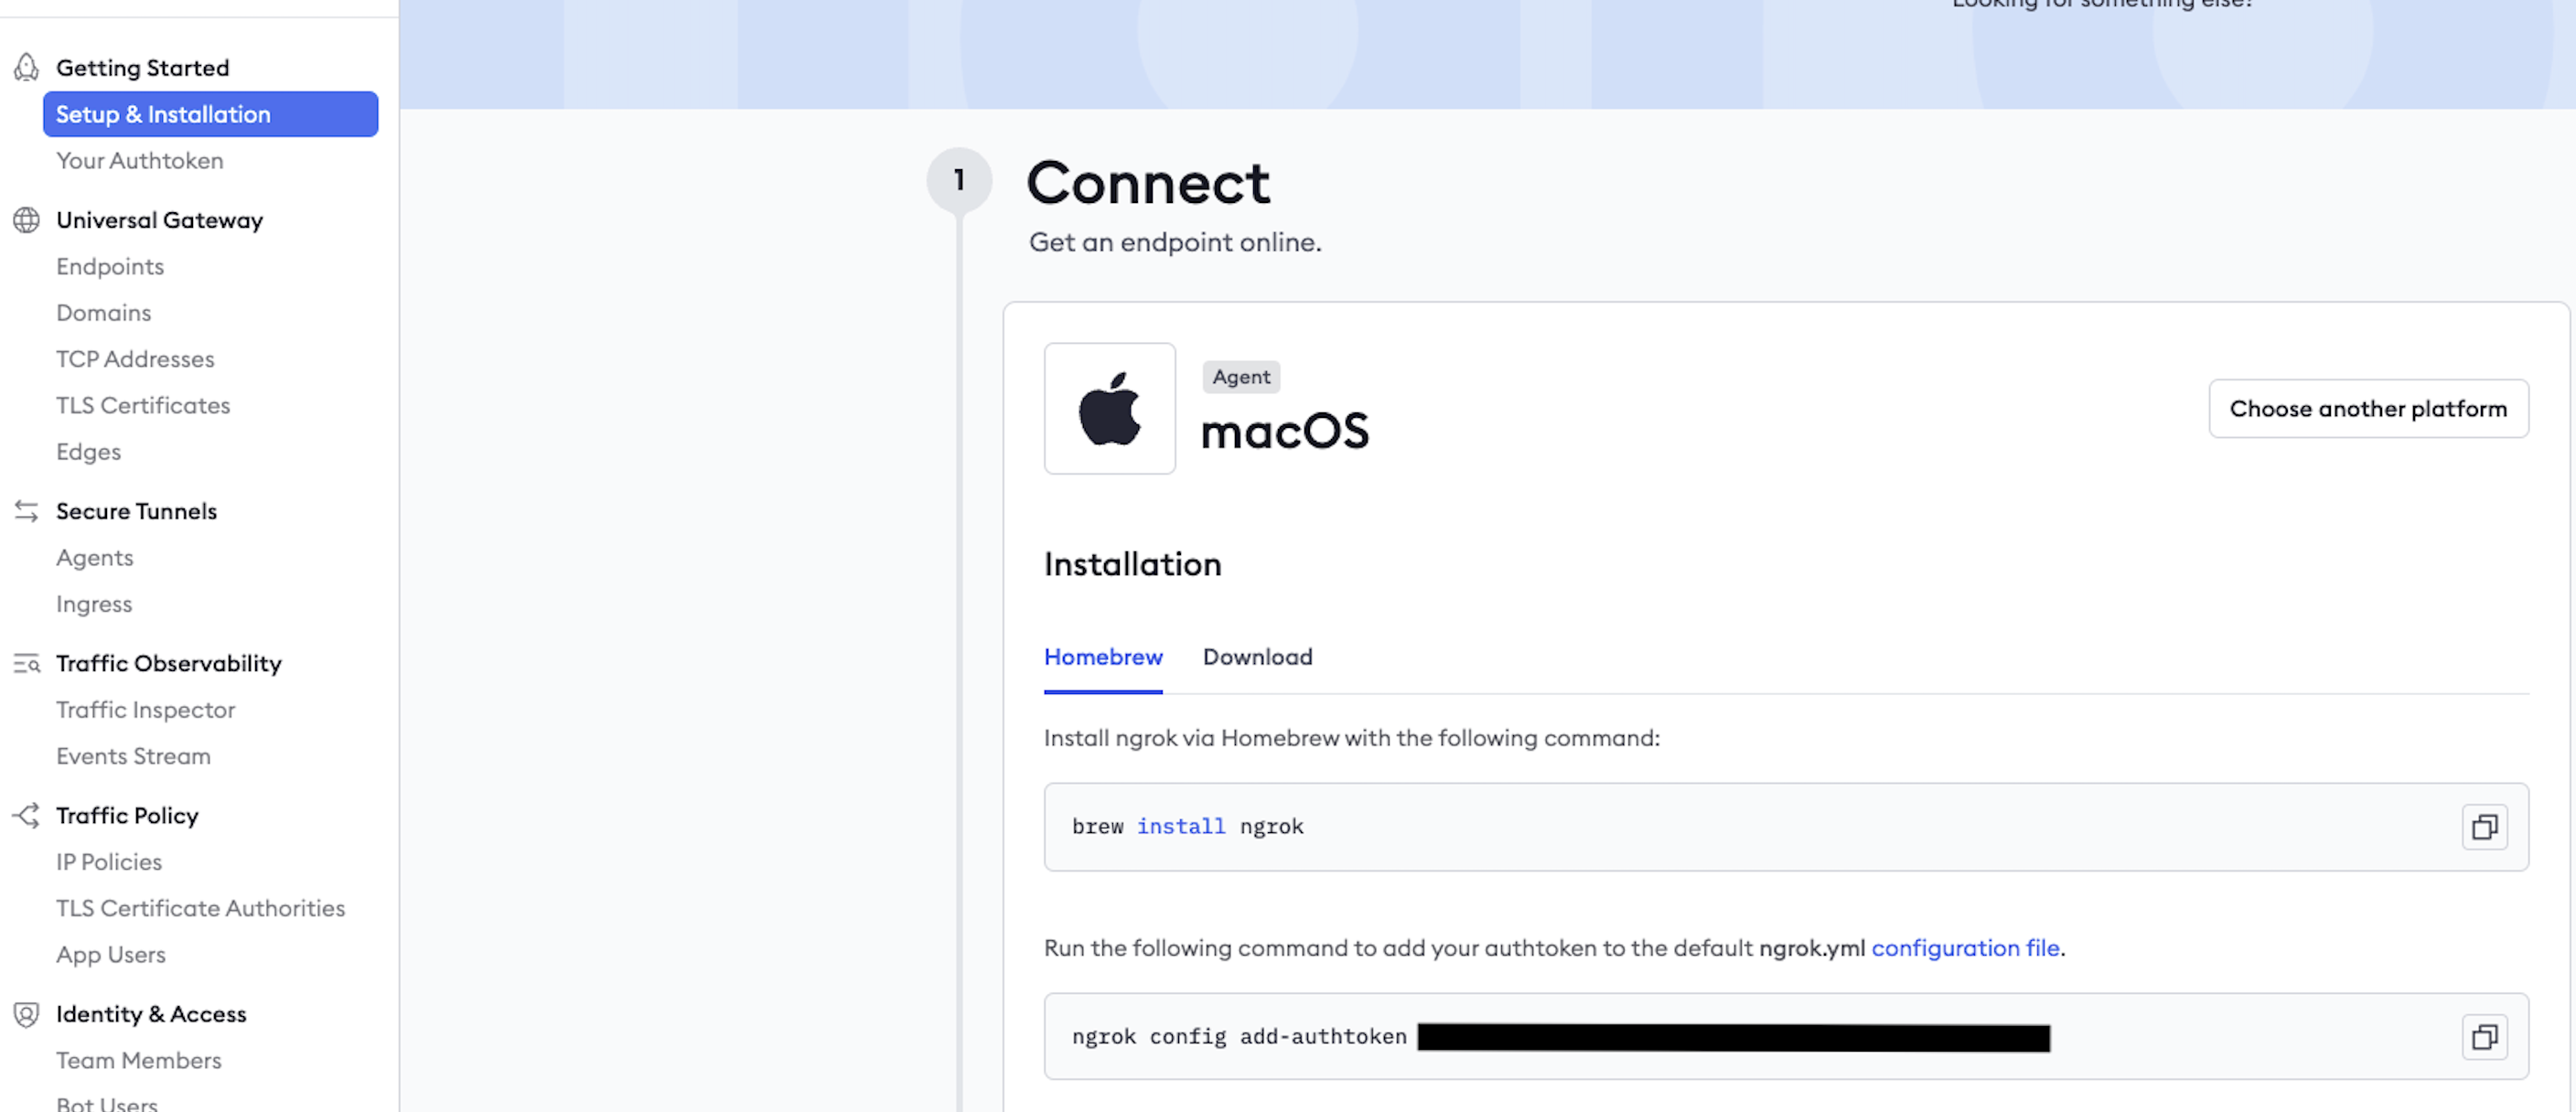 Looking for something else?
Getting Started
Setup & Installation
Your Authtoken
Universal Gateway
Endpoints
Domains
TCP Addresses
TLS Certificates
Edges
Secure Tunnels
Agents
Ingress
Traffic Observability
Traffic Inspector
Events Stream
Traffic Policy
IP Policies
TLS Certificate Authorities
App Users
Identity & Access
Team Members
Bot Users
1
Connect
Get an endpoint online.
Agent
macOS
Choose another platform
Installation
Homebrew Download
Install ngrok via Homebrew with the following command:
brew install ngrok
Run the following command to add your authtoken to the default ngrok.yml configuration file.
ngrok config add-authtoken